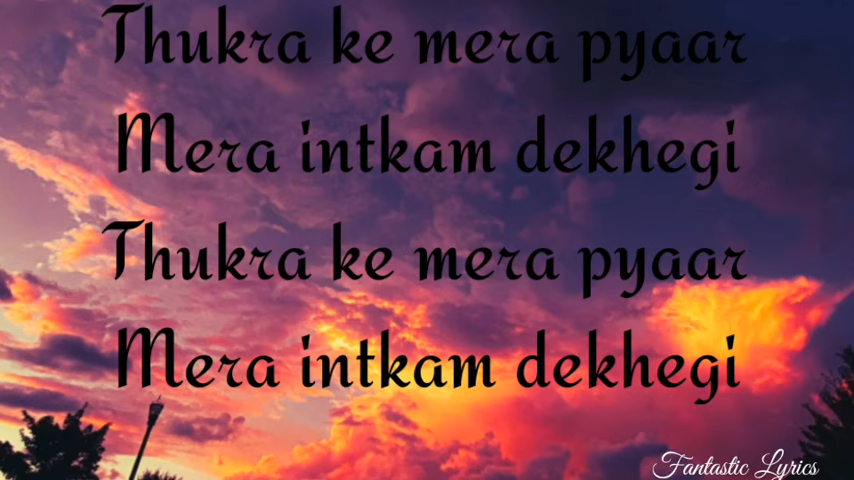 Thukra ke mera pyaar
Mera intkam dekhegi
Thukra ke mera pyaar
Mera intkam dekhegi
Fantastic Lyrics